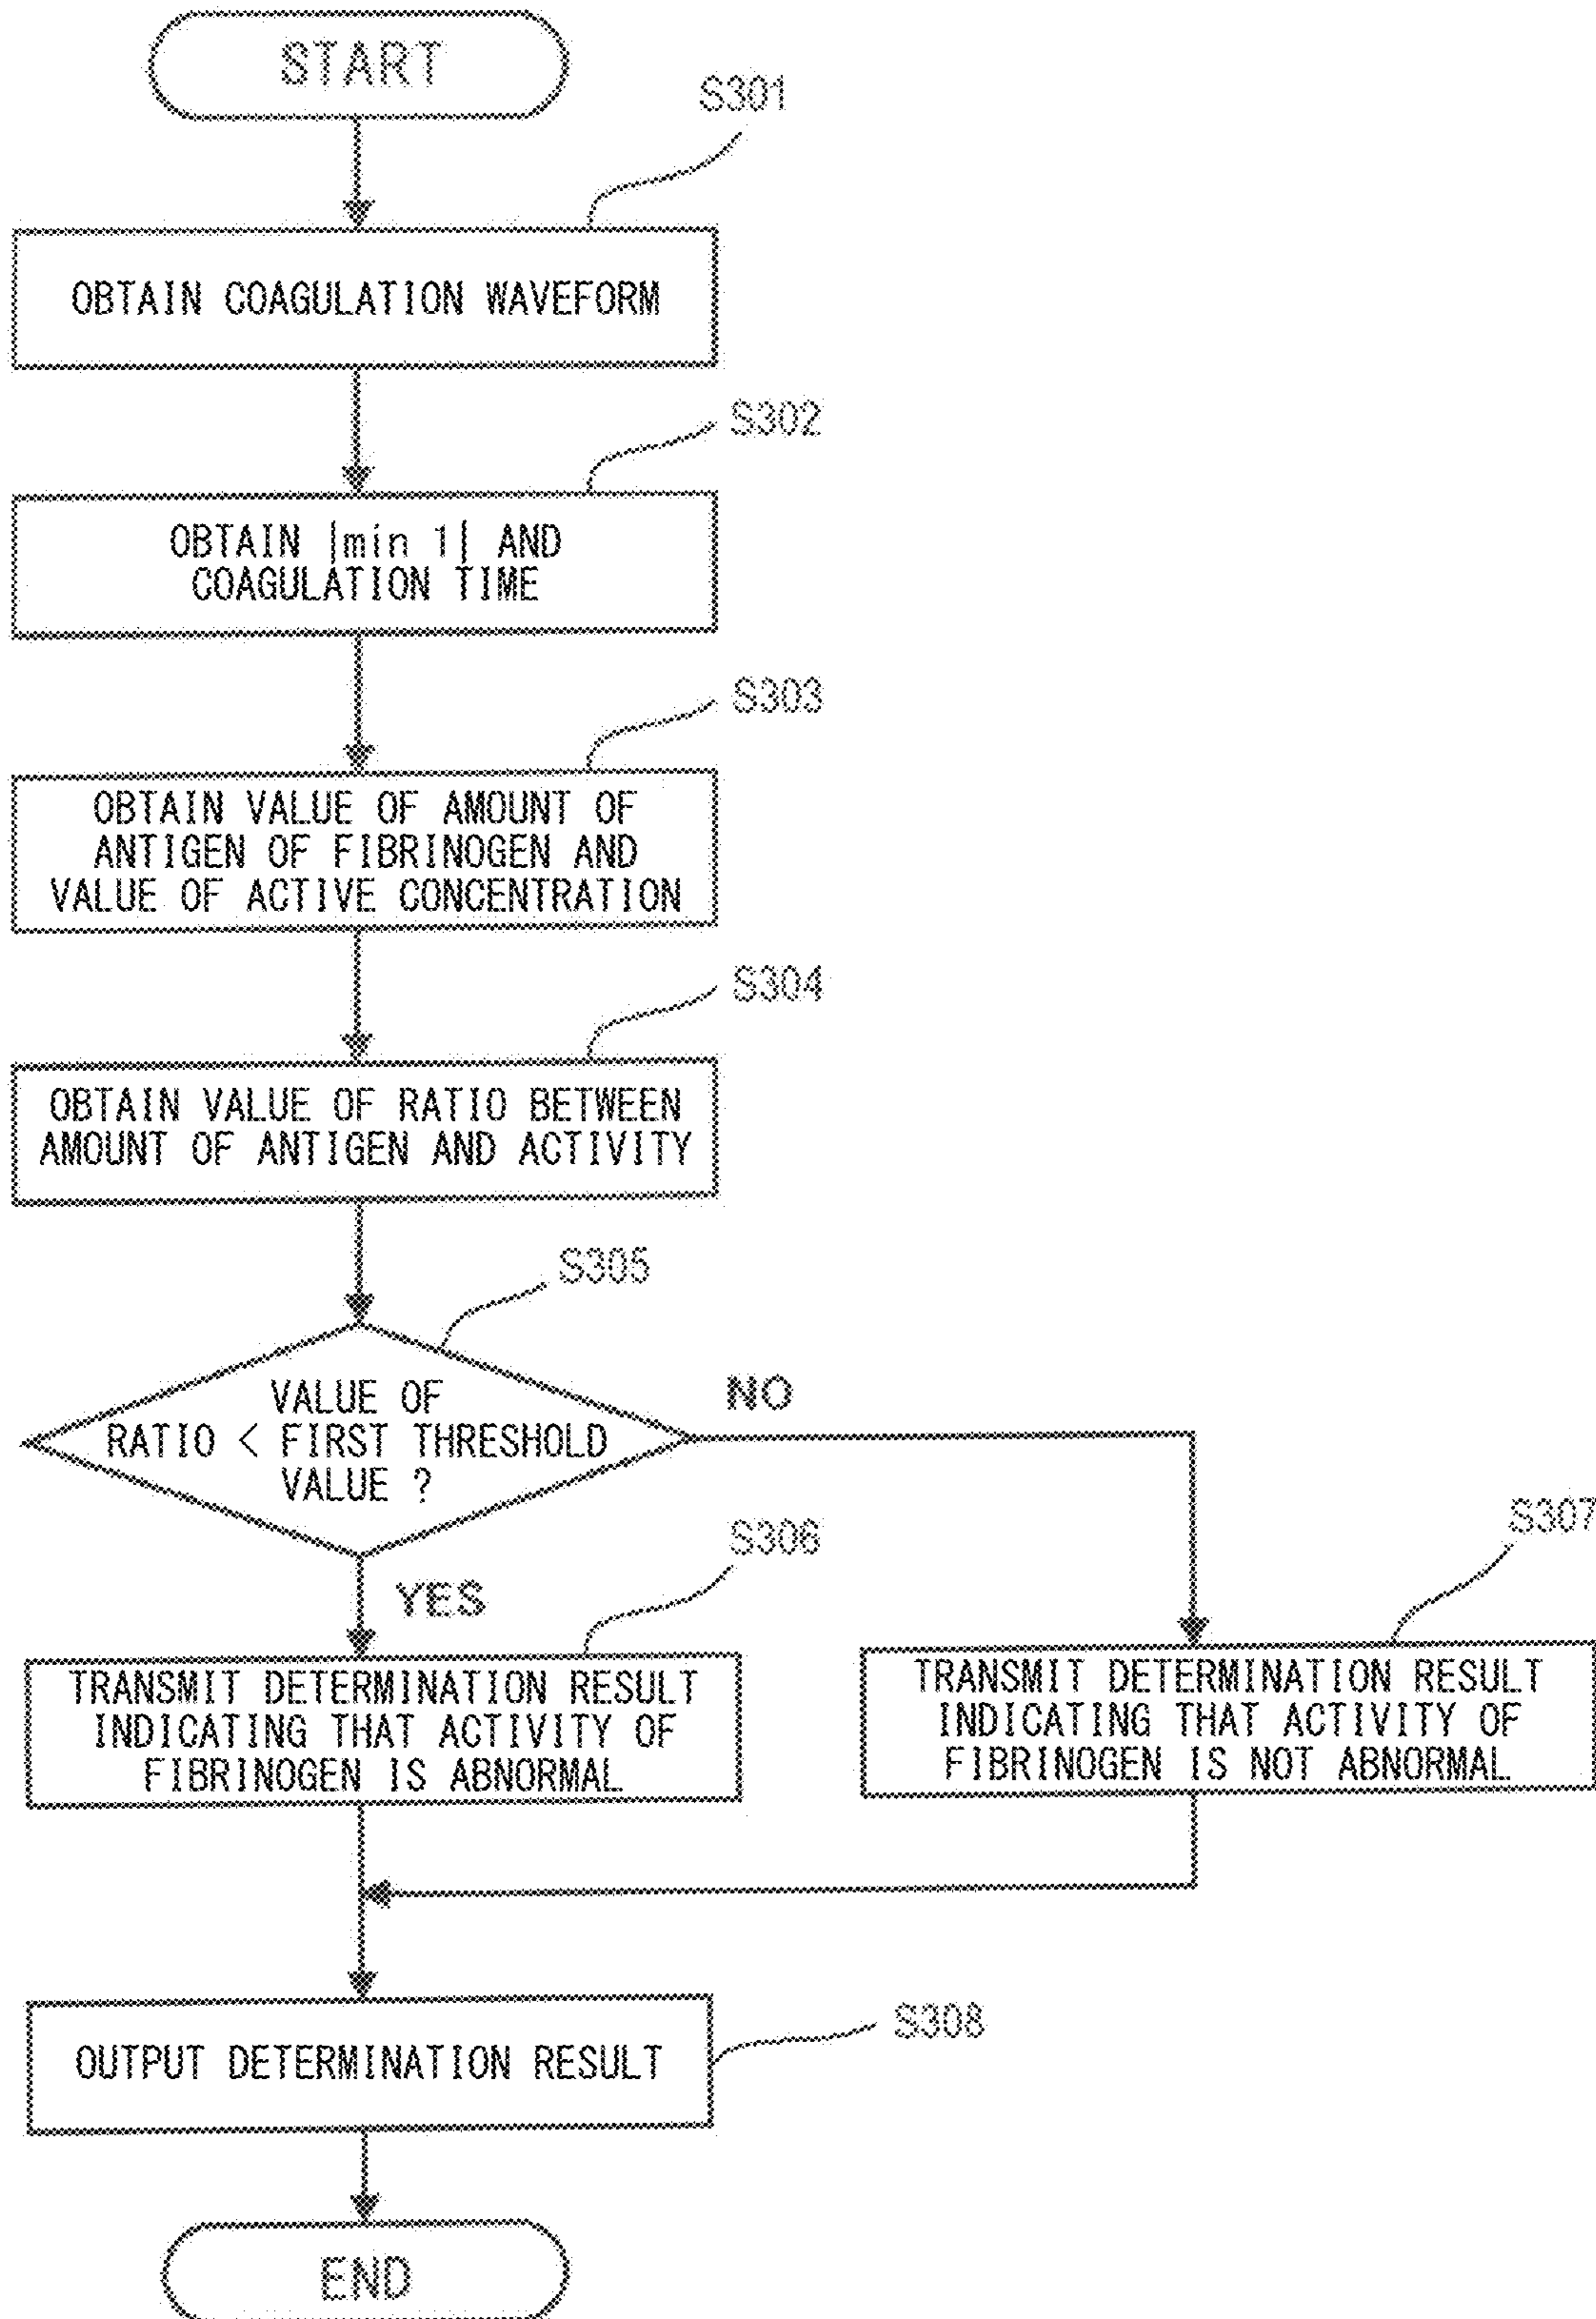 START
S301
OBTAIN COAGULATION WAVEFORM
S302
OBTAIN |min 1| AND
COAGULATION TIME
S303
OBTAIN VALUE OF AMOUNT OF
ANTIGEN OF FIBRINOGEN AND
VALUE OF ACTIVE CONCENTRATION
S304
OBTAIN VALUE OF RATIO BETWEEN
AMOUNT OF ANTIGEN AND ACTIVITY
S305
VALUE OF
RATIO < FIRST THRESHOLD
VALUE ?
NO
YES
S306
TRANSMIT DETERMINATION RESULT
INDICATING THAT ACTIVITY OF
FIBRINOGEN IS ABNORMAL
S307
TRANSMIT DETERMINATION RESULT
INDICATING THAT ACTIVITY OF
FIBRINOGEN IS NOT ABNORMAL
S308
OUTPUT DETERMINATION RESULT
END